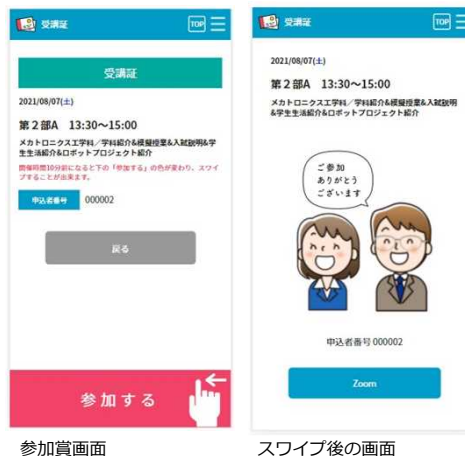 受講証
TOP
受講証
2021/08/07(土)
第2部A 13:30~15:00
メカトロニクス工学科/学科紹介&模擬授業&入試説明&学
生生活紹介&ロボットプロジェクト紹介
開催時間10分前になると下の「参加する」の色が変わり、スワイ
プすることが出来ます。
申込者番号 000002
戻る
参加する
参加賞画面
受講証
TOP
2021/08/07(土)
第2部A 13:30~15:00
メカトロニクス工学科/学科紹介&模擬授業&入試説明
&学生生活紹介&ロボットプロジェクト紹介
ご参加
ありがとう
ございます
申込者番号 000002
Zoom
スワイプ後の画面